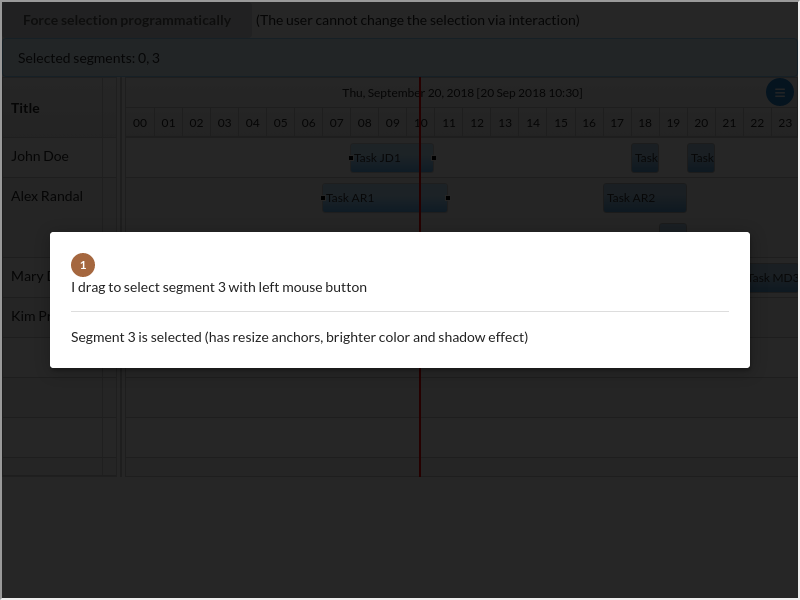 Force selection programmatically (The user cannot change the selection via interaction)
Selected segments: 0, 3
Thu, September 20, 2018 [20 Sep 2018 10:30]
Title
00 01 02 03 04 05 06 07 08 09 10 11 12 13 14 15 16 17 18 19 20 21 22 23
John Doe Task JD1 Task Task
Alex Randal Task AR1 Task AR2
1
I drag to select segment 3 with left mouse button
Segment 3 is selected (has resize anchors, brighter color and shadow effect)
Mary Task MD3
Kim